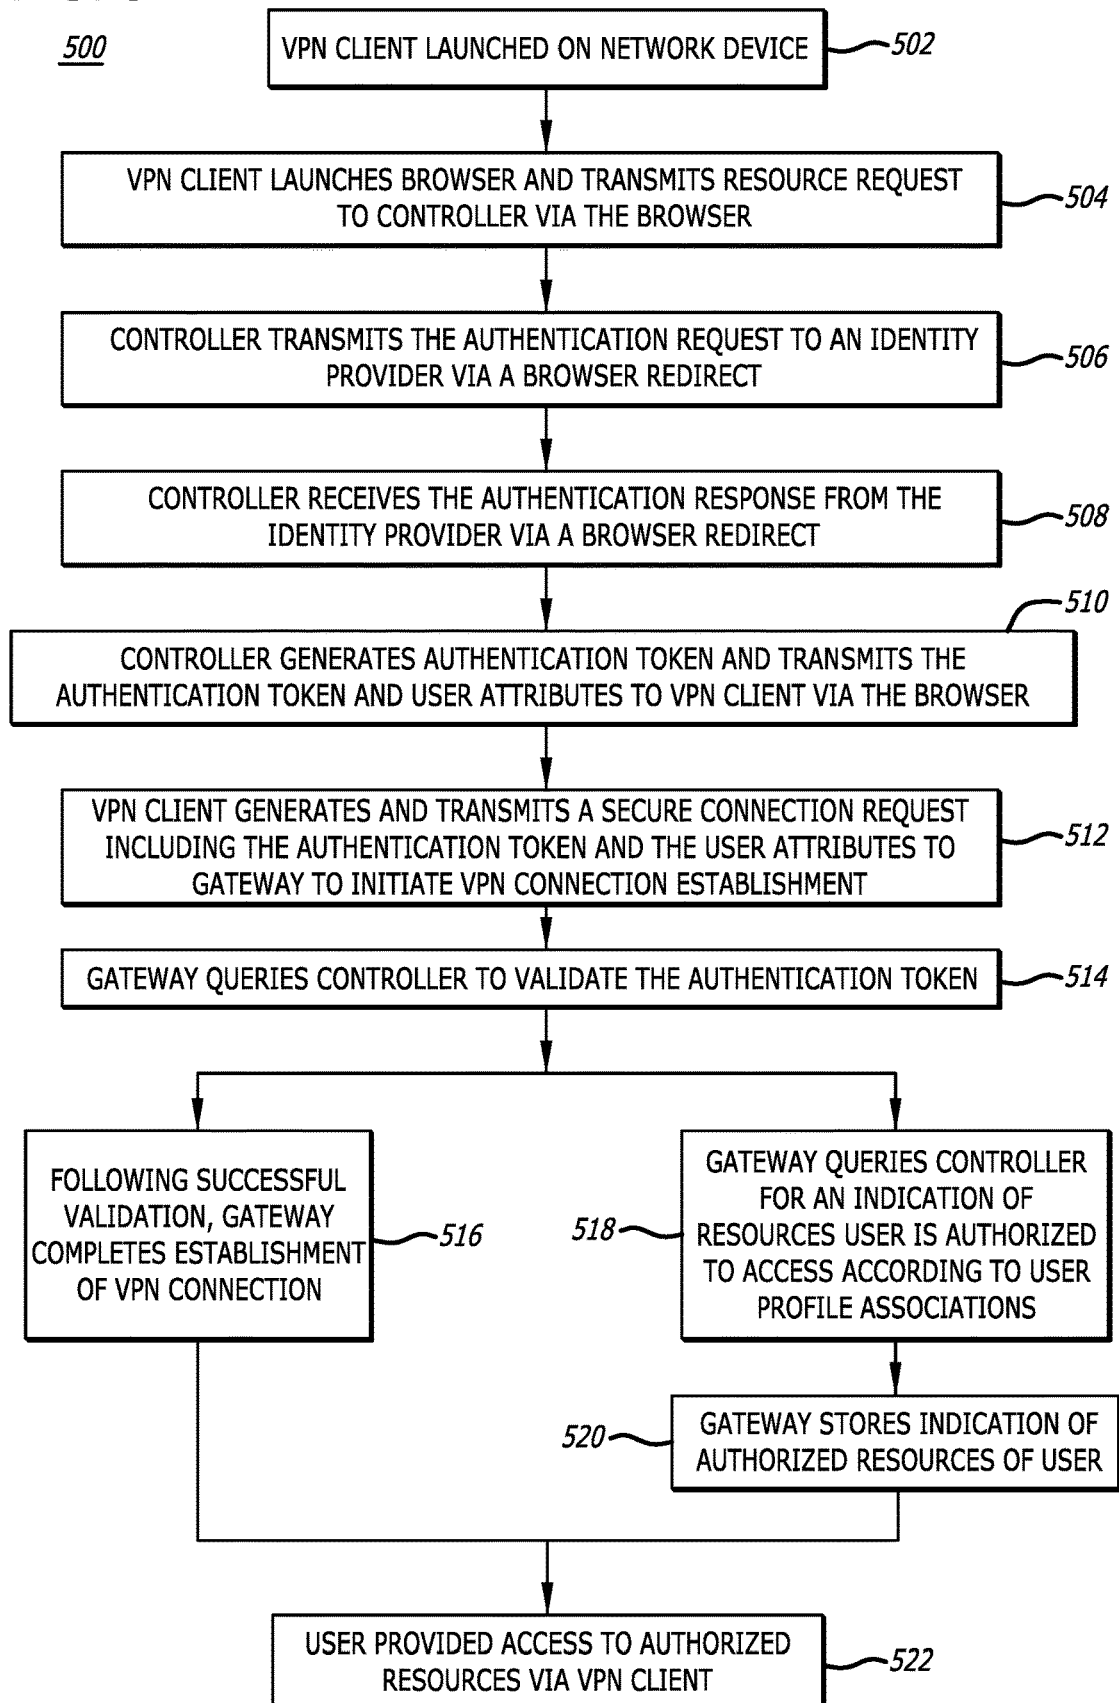 500
VPN CLIENT LAUNCHED ON NETWORK DEVICE
502
VPN CLIENT LAUNCHES BROWSER AND TRANSMITS RESOURCE REQUEST
TO CONTROLLER VIA THE BROWSER
504
CONTROLLER TRANSMITS THE AUTHENTICATION REQUEST TO AN IDENTITY
PROVIDER VIA A BROWSER REDIRECT
506
CONTROLLER RECEIVES THE AUTHENTICATION RESPONSE FROM THE
IDENTITY PROVIDER VIA A BROWSER REDIRECT
508
510
CONTROLLER GENERATES AUTHENTICATION TOKEN AND TRANSMITS THE
AUTHENTICATION TOKEN AND USER ATTRIBUTES TO VPN CLIENT VIA THE BROWSER
VPN CLIENT GENERATES AND TRANSMITS A SECURE CONNECTION REQUEST
INCLUDING THE AUTHENTICATION TOKEN AND THE USER ATTRIBUTES TO
GATEWAY TO INITIATE VPN CONNECTION ESTABLISHMENT
512
GATEWAY QUERIES CONTROLLER TO VALIDATE THE AUTHENTICATION TOKEN
514
FOLLOWING SUCCESSFUL
VALIDATION, GATEWAY
COMPLETES ESTABLISHMENT
OF VPN CONNECTION
516
518
GATEWAY QUERIES CONTROLLER
FOR AN INDICATION OF
RESOURCES USER IS AUTHORIZED
TO ACCESS ACCORDING TO USER
PROFILE ASSOCIATIONS
520
GATEWAY STORES INDICATION OF
AUTHORIZED RESOURCES OF USER
USER PROVIDED ACCESS TO AUTHORIZED
RESOURCES VIA VPN CLIENT
522